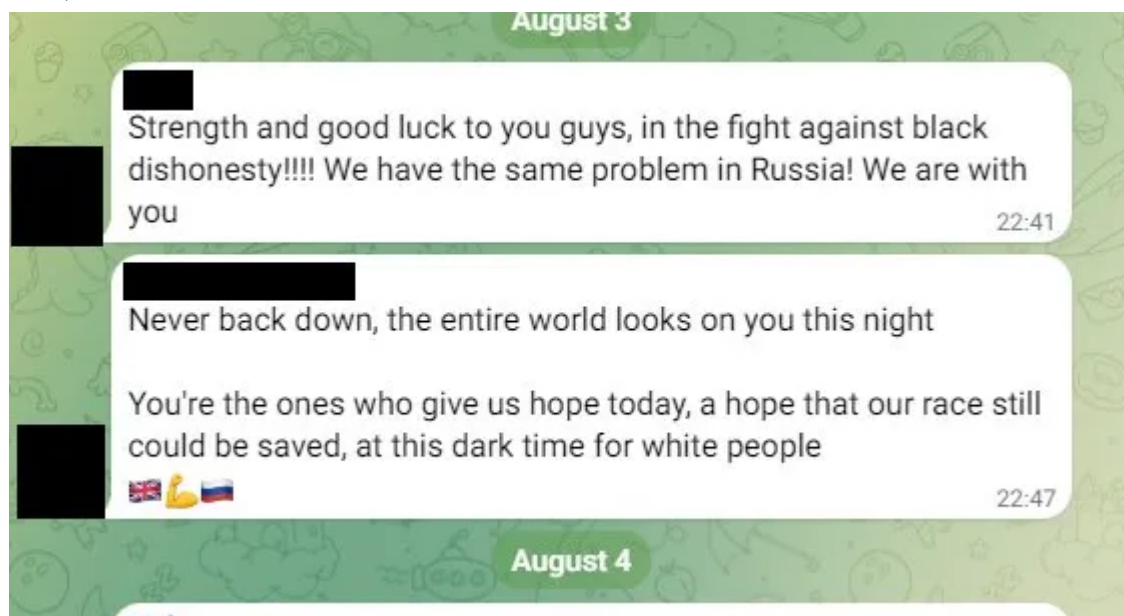 August 3
Strength and good luck to you guys, in the fight against black
dishonesty!!!! We have the same problem in Russia! We are with
you
22:41
Never back down, the entire world looks on you this night
You're the ones who give us hope today, a hope that our race still
could be saved, at this dark time for white people
🇬🇧💪🇷🇺
22:47
August 4